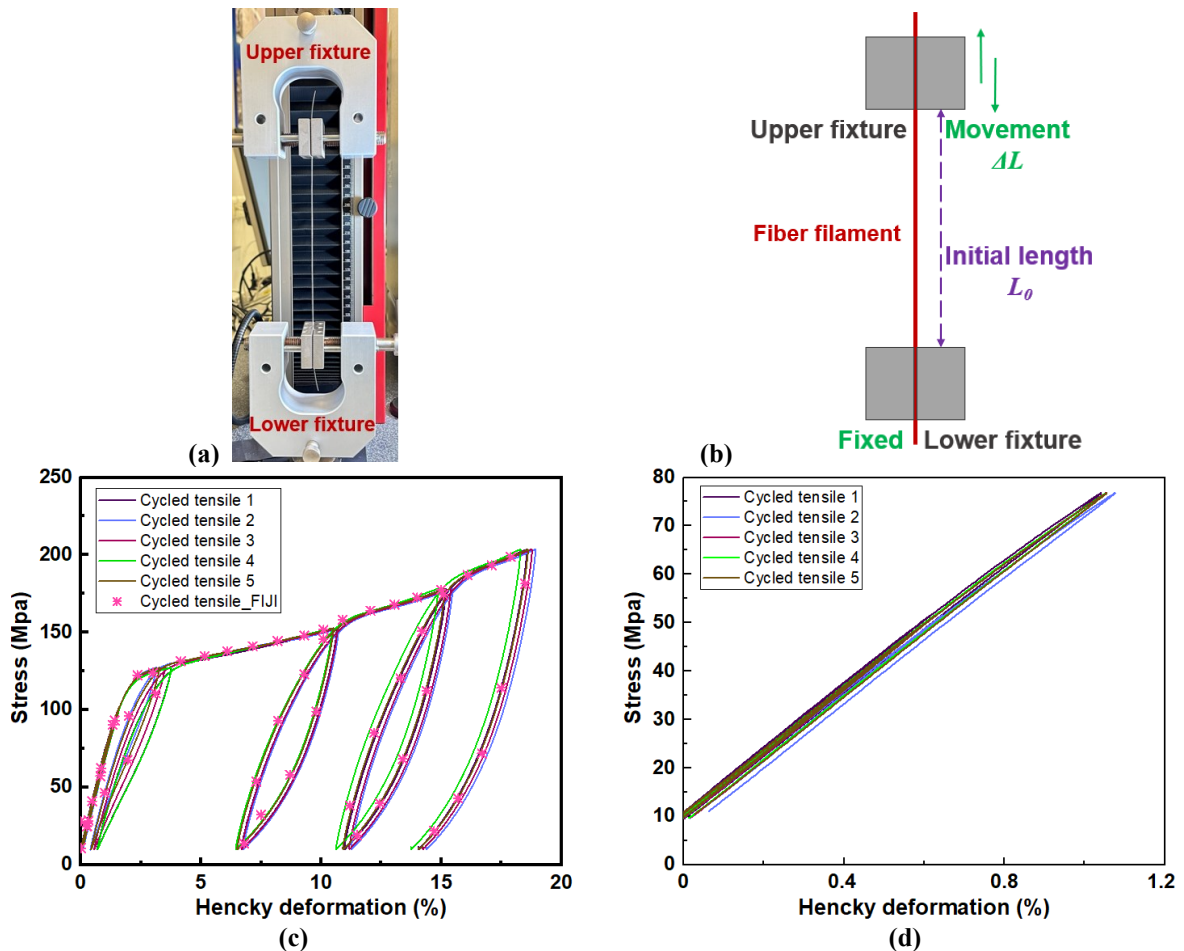 Upper fixture
Lower fixture
(a)
Upper fixture
Movement
ΔL
Fiber filament
Initial length
L0
Fixed
Lower fixture
(b)
250
200
150
100
50
0
Stress (Mpa)
Cycled tensile 1
Cycled tensile 2
Cycled tensile 3
Cycled tensile 4
Cycled tensile 5
Cycled tensile_FIJI
0 5 10 15 20
Hencky deformation (%)
(c)
80
70
60
50
40
30
20
10
0
Stress (Mpa)
Cycled tensile 1
Cycled tensile 2
Cycled tensile 3
Cycled tensile 4
Cycled tensile 5
0 0.4 0.8 1.2
Hencky deformation (%)
(d)